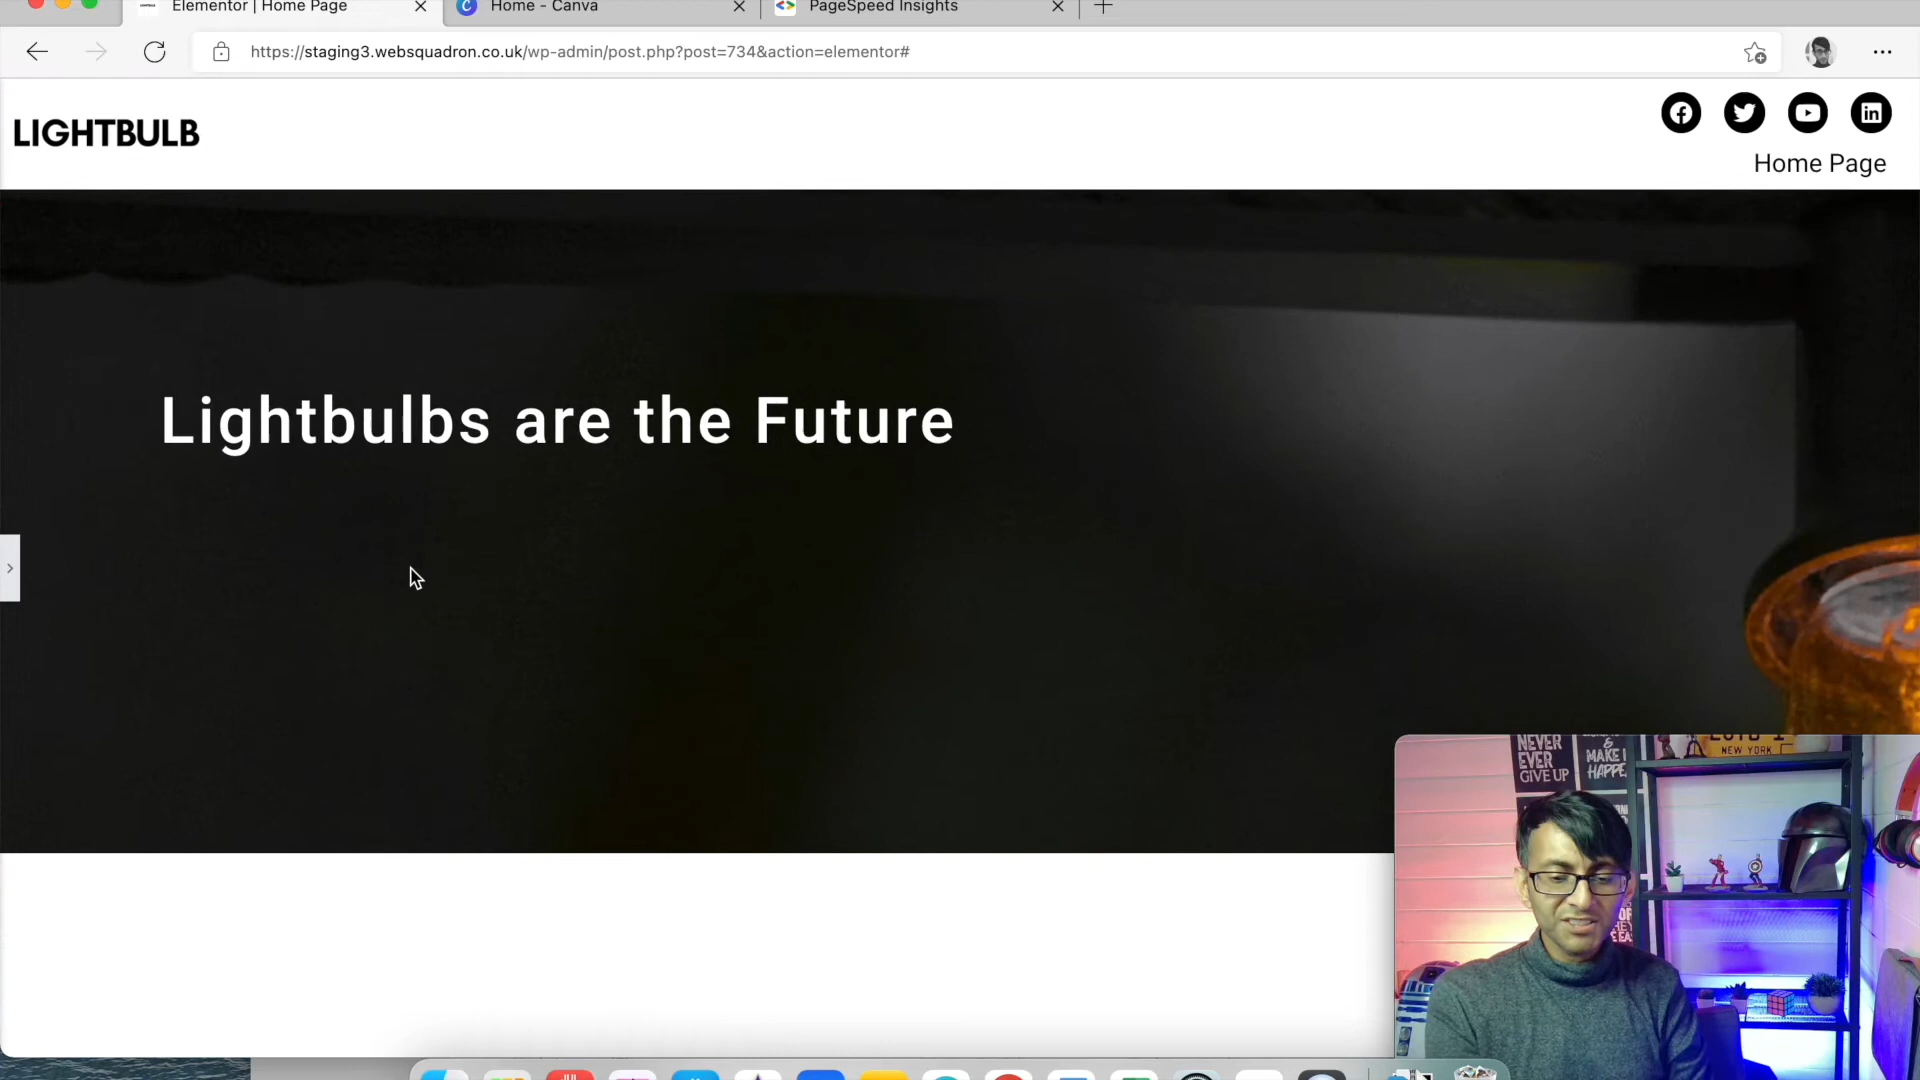 Elementor | Home Page
Home - Canva
PageSpeed Insights
https://staging3.websquadron.co.uk/wp-admin/post.php?post=734&action=elementor#
LIGHTBULB
Home Page
Lightbulbs are the Future
NEVER
EVER
GIVE UP
&
MAKE I
HAPPE
NEW YORK